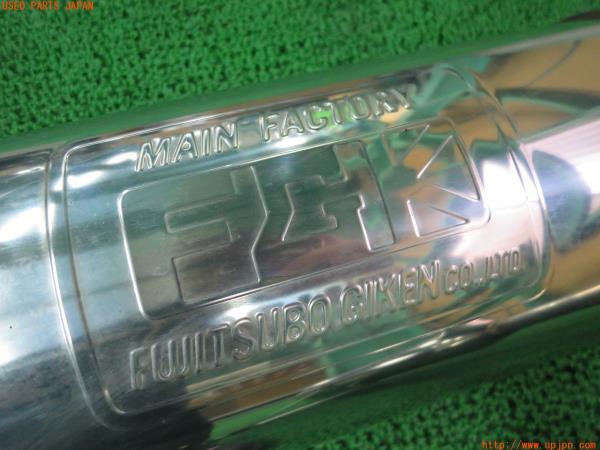 USED PARTS JAPAN
MAIN FACTORY
FGK
FUJITSUBO GIKEN CO.,LTD.
http://www.upjpn.com